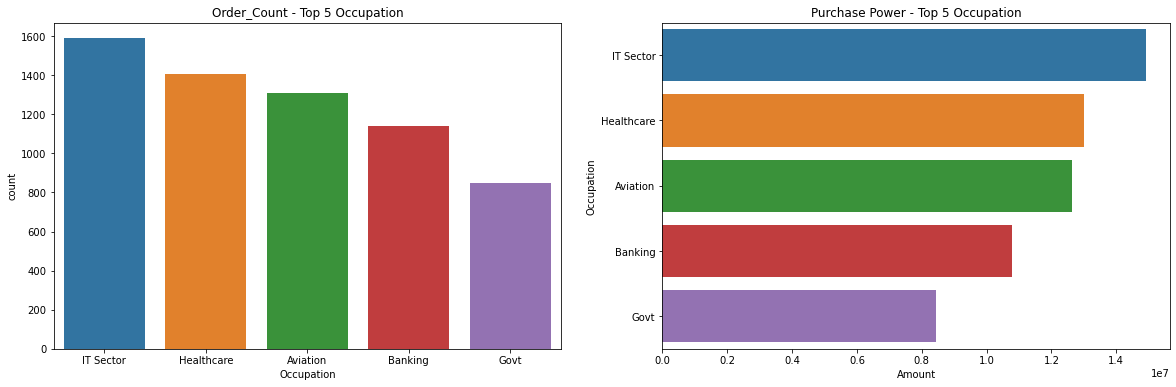 Order_Count - Top 5 Occupation
1600
1400
1200
1000
800
600
400
200
0
count
IT Sector Healthcare Aviation Banking Govt
Occupation
Purchase Power - Top 5 Occupation
IT Sector
Healthcare
Aviation
Banking
Govt
Occupation
0.0 0.2 0.4 0.6 0.8 1.0 1.2 1.4
1e7
Amount